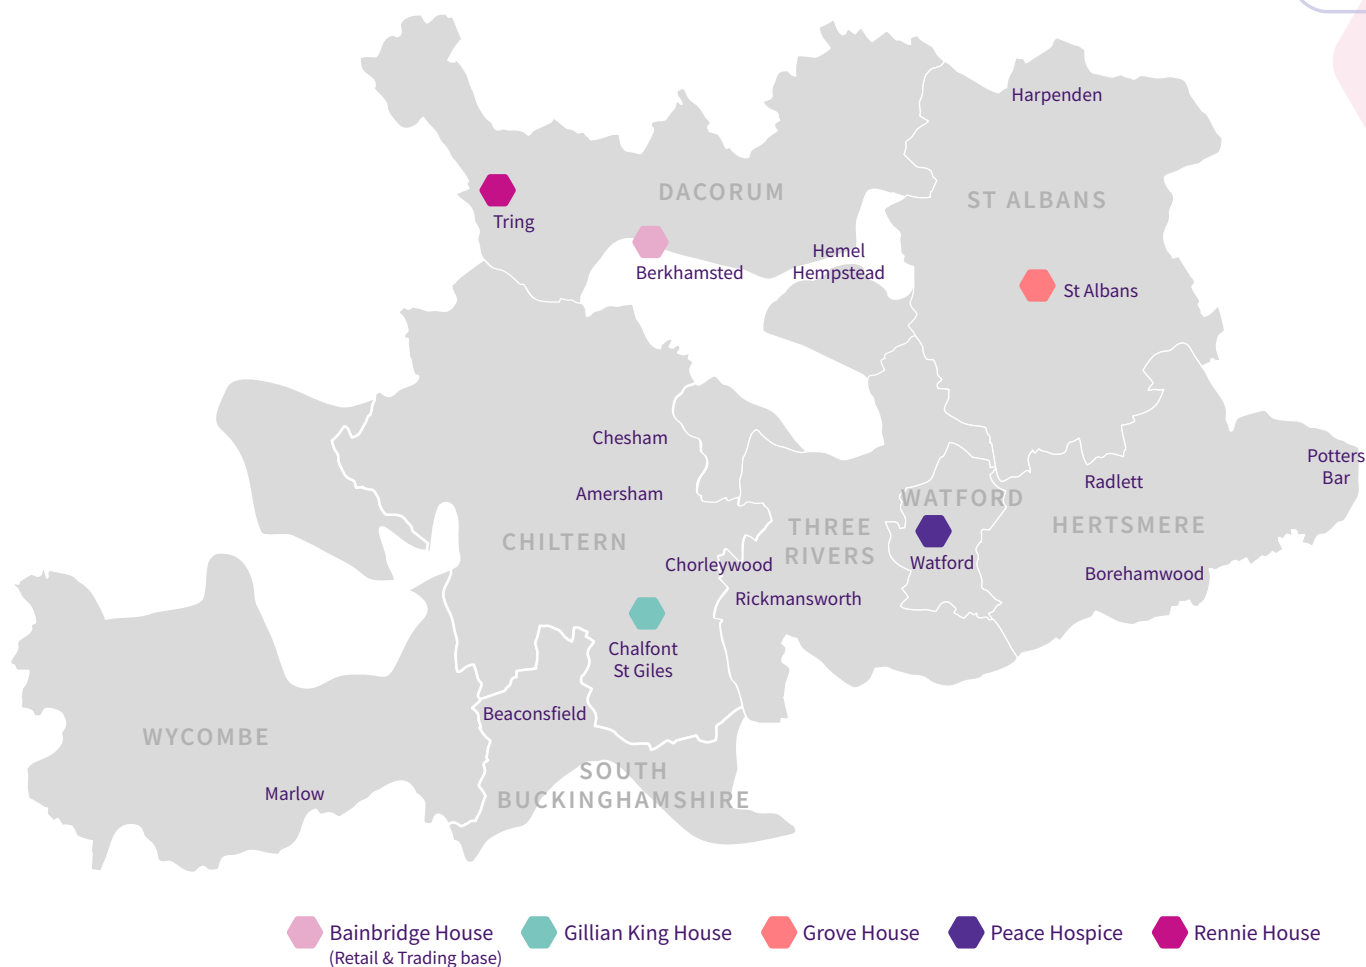 Harpenden
DACORUM
ST ALBANS
Tring
Hemel
Hempstead
Berkhamsted
St Albans
Chesham
Potters
Bar
Radlett
Amersham
WATFORD
THREE
RIVERS
HERTSMERE
CHILTERN
Chorleywood
Watford
Borehamwood
Rickmansworth
Chalfont
St Giles
Beaconsfield
WYCOMBE
SOUTH
BUCKINGHAMSHIRE
Marlow
Bainbridge House
(Retail & Trading base)
Gillian King House
Grove House
Peace Hospice
Rennie House